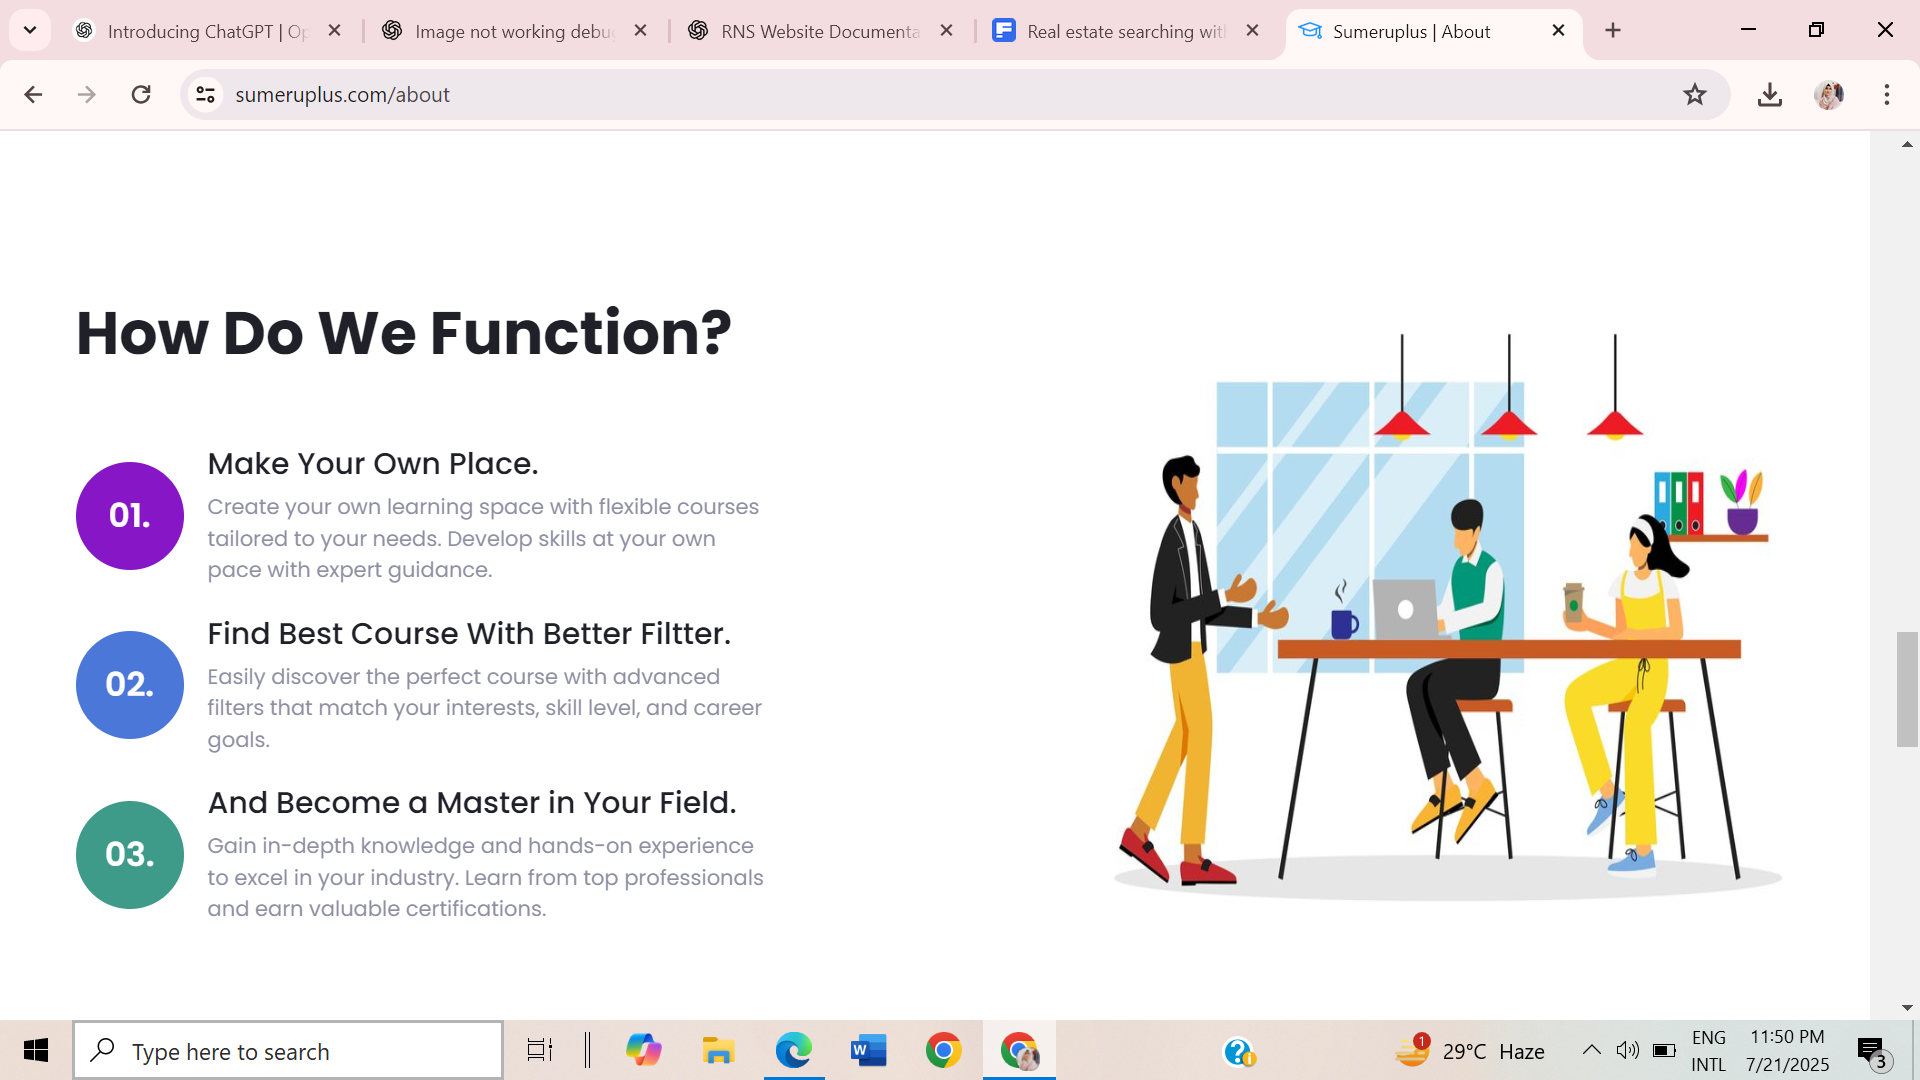 Introducing ChatGPT | Op
Image not working debu
RNS Website Documenta
Real estate searching wit
Sumeruplus | About
sumeruplus.com/about
How Do We Function?
01.
Make Your Own Place.
Create your own learning space with flexible courses
tailored to your needs. Develop skills at your own
pace with expert guidance.
02.
Find Best Course With Better Filtter.
Easily discover the perfect course with advanced
filters that match your interests, skill level, and career
goals.
03.
And Become a Master in Your Field.
Gain in-depth knowledge and hands-on experience
to excel in your industry. Learn from top professionals
and earn valuable certifications.
Type here to search
W
1
29°C Haze
ENG
INTL
11:50 PM
7/21/2025
3